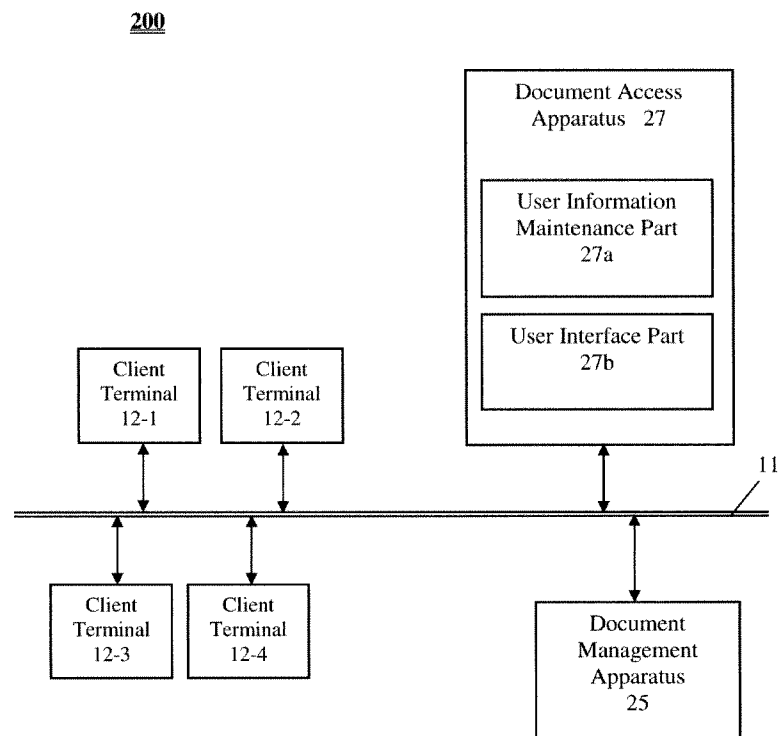 200
Document Access
Apparatus 27
User Information
Maintenance Part
27a
User Interface Part
27b
Client
Terminal
12-1
Client
Terminal
12-2
11
Client
Terminal
12-3
Client
Terminal
12-4
Document
Management
Apparatus
25